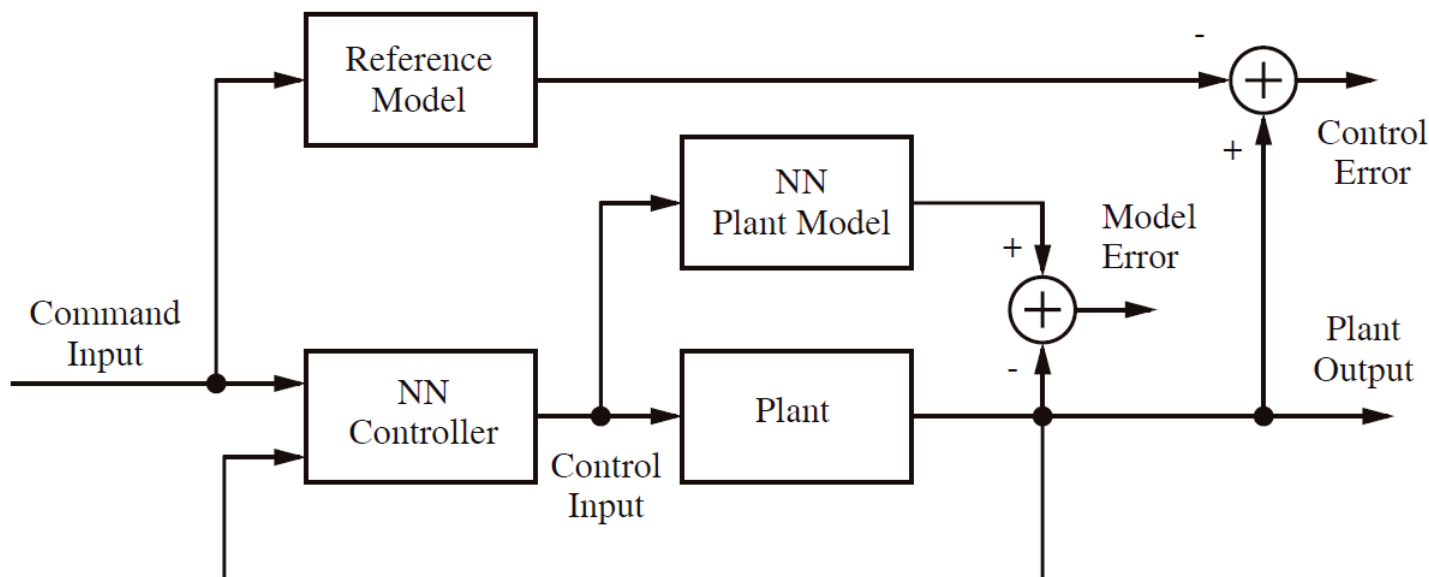 Reference
Model
-
+
Control
Error
NN
Plant Model
+
Model
Error
-
Command
Input
NN
Controller
Control
Input
Plant
Plant
Output
+
+